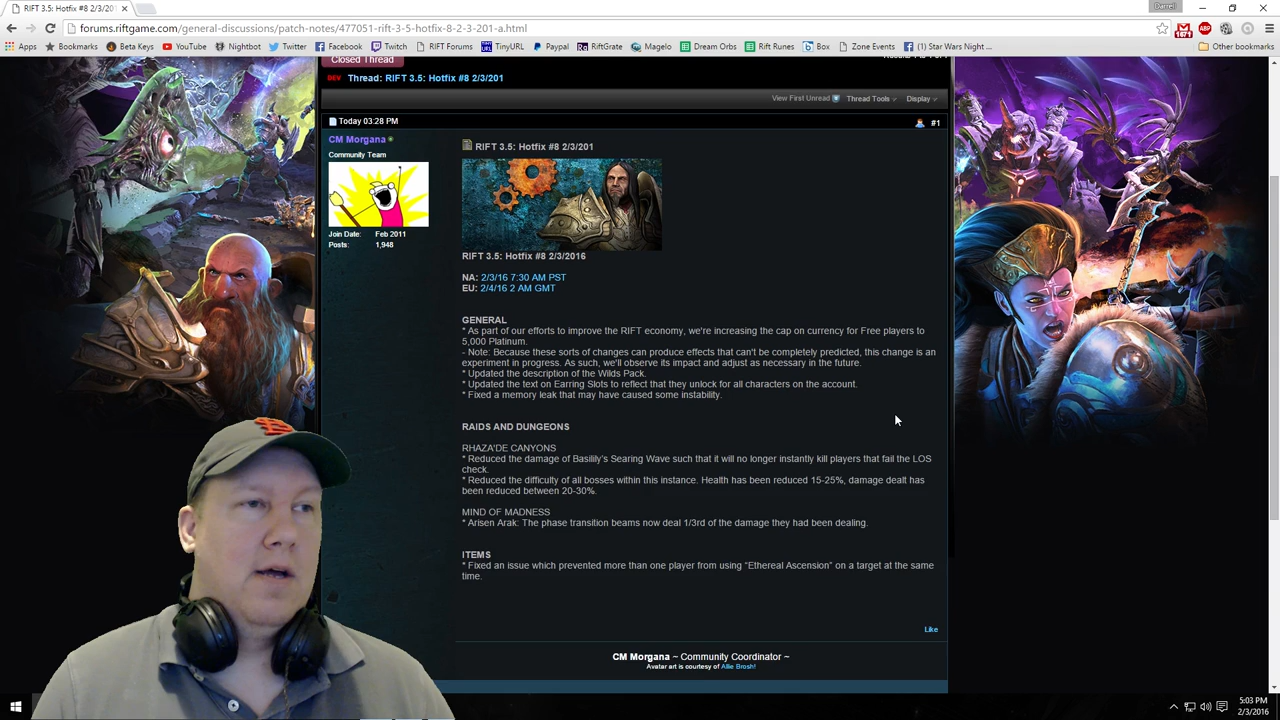 RIFT 3.5: Hotfix #8 2/3/201
Darrell
forums.riftgame.com/general-discussions/patch-notes/477051-rift-3-5-hotfix-8-2-3-201-a.html
1671
ABP
Apps Bookmarks Beta Keys YouTube Nightbot Twitter Facebook Twitch RIFT Forums TinyURL Paypal RiftGrate Magelo Dream Orbs Rift Runes Box Zone Events (1) Star Wars Night ... Other bookmarks
Closed Thread
DEV Thread: RIFT 3.5: Hotfix #8 2/3/201
View First Unread Thread Tools Display
Today 03:28 PM #1
CM Morgana
Community Team
Join Date: Feb 2011
Posts: 1,948
RIFT 3.5: Hotfix #8 2/3/201
RIFT 3.5: Hotfix #8 2/3/2016
NA: 2/3/16 7:30 AM PST
EU: 2/4/16 2 AM GMT
GENERAL
* As part of our efforts to improve the RIFT economy, we're increasing the cap on currency for Free players to
5,000 Platinum.
- Note: Because these sorts of changes can produce effects that can't be completely predicted, this change is an
experiment in progress. As such, we'll observe its impact and adjust as necessary in the future.
* Updated the description of the Wilds Pack.
* Updated the text on Earring Slots to reflect that they unlock for all characters on the account.
* Fixed a memory leak that may have caused some instability.
RAIDS AND DUNGEONS
RHAZA'DE CANYONS
* Reduced the damage of Basilily's Searing Wave such that it will no longer instantly kill players that fail the LOS
check.
* Reduced the difficulty of all bosses within this instance. Health has been reduced 15-25%, damage dealt has
been reduced between 20-30%.
MIND OF MADNESS
* Arisen Arak: The phase transition beams now deal 1/3rd of the damage they had been dealing.
ITEMS
* Fixed an issue which prevented more than one player from using "Ethereal Ascension" on a target at the same
time.
Like
CM Morgana ~ Community Coordinator ~
Avatar art is courtesy of Allie Brosh!
5:03 PM
2/3/2016